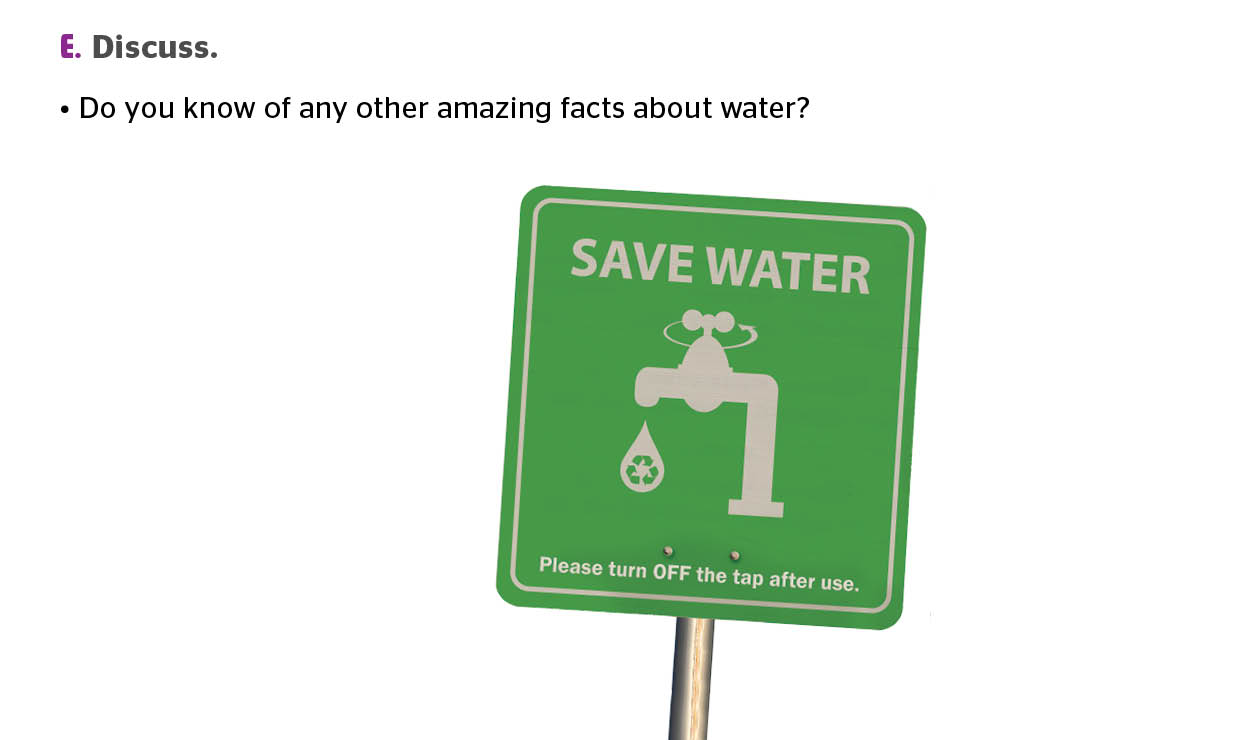 E. Discuss.
• Do you know of any other amazing facts about water?
SAVE WATER
Please turn OFF the tap after use.